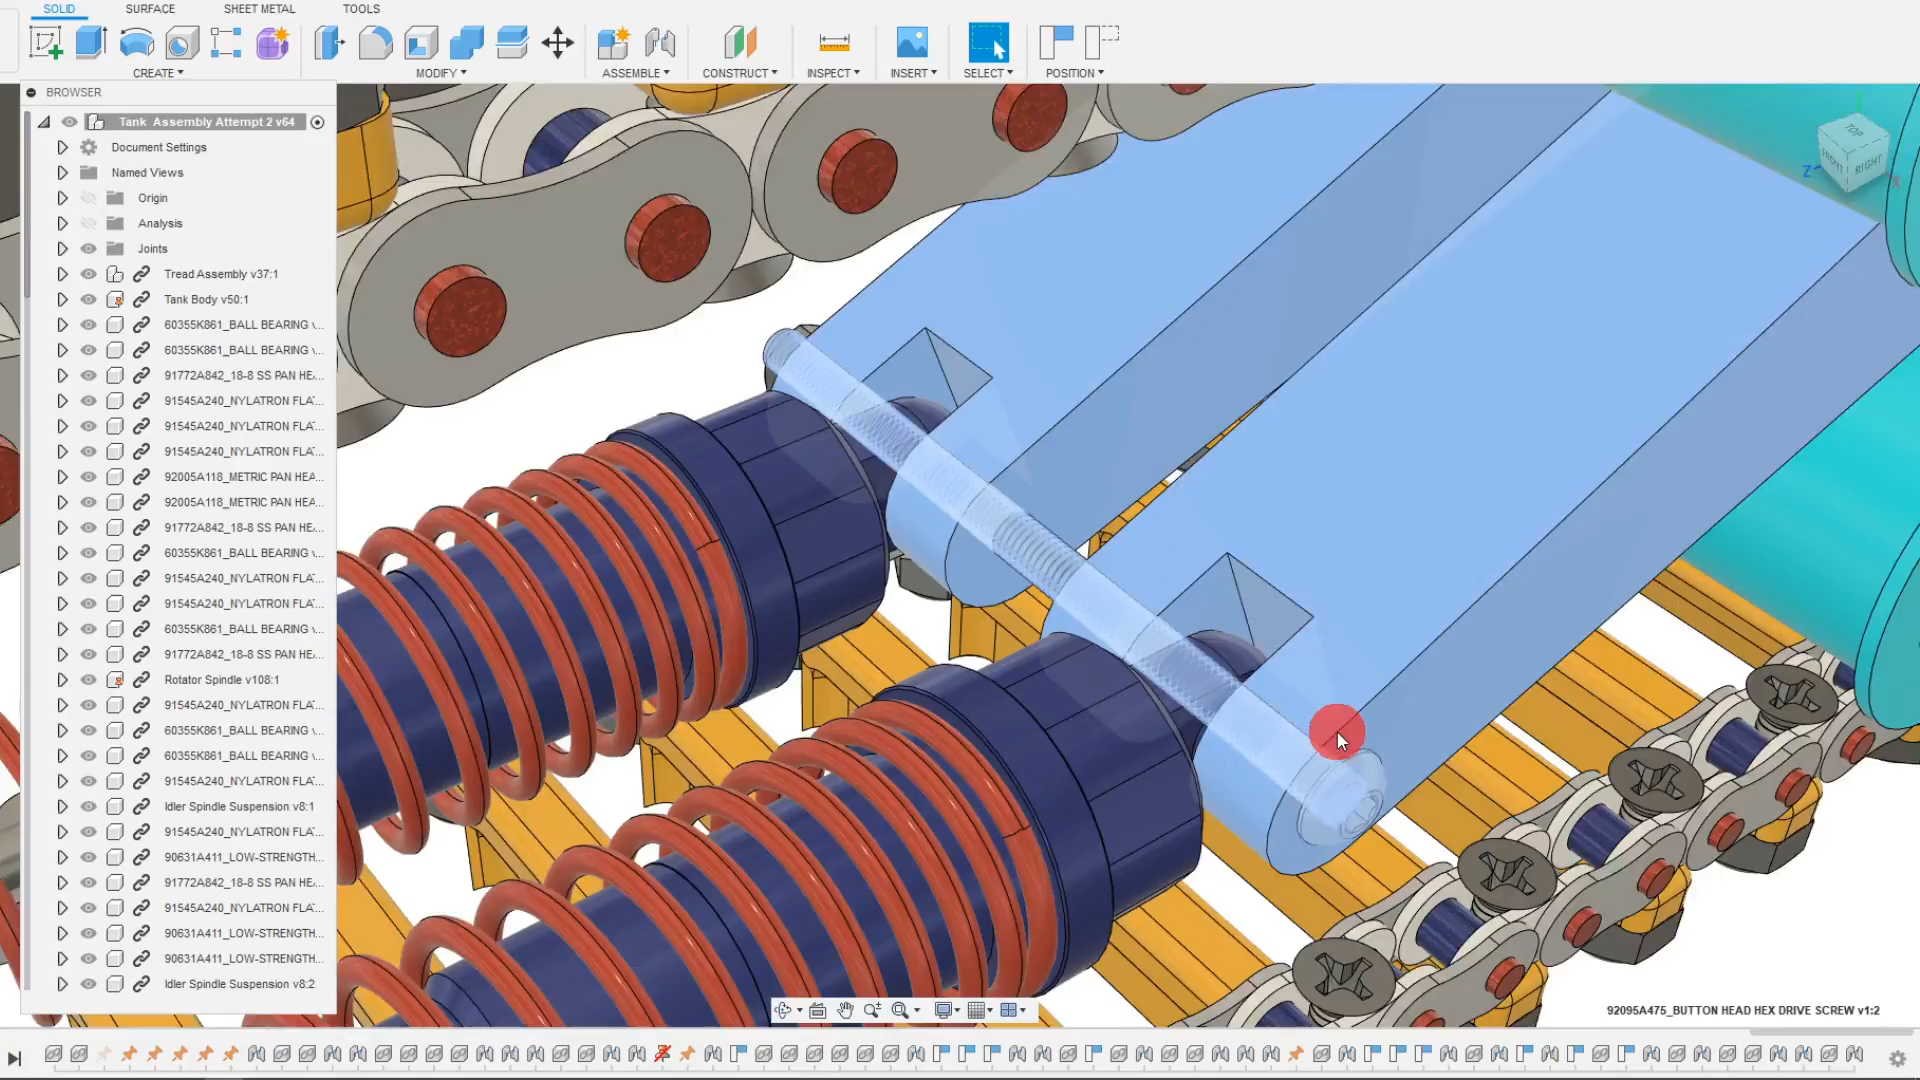 SOLID SURFACE SHEET METAL TOOLS
CREATE MODIFY ASSEMBLE CONSTRUCT INSPECT INSERT SELECT POSITION
BROWSER
Tank Assembly Attempt 2 v64
Document Settings
Named Views
Origin
Analysis
Joints
Tread Assembly v37:1
Tank Body v50:1
60355K861_BALL BEARING v...
60355K861_BALL BEARING v...
91772A842_18-8 SS PAN HE...
91545A240_NYLATRON FLA...
91545A240_NYLATRON FLA...
91545A240_NYLATRON FLA...
92005A118_METRIC PAN HEA...
92005A118_METRIC PAN HEA...
91772A842_18-8 SS PAN HE...
60355K861_BALL BEARING v...
91545A240_NYLATRON FLA...
91545A240_NYLATRON FLA...
60355K861_BALL BEARING v...
91772A842_18-8 SS PAN HE...
Rotator Spindle v108:1
91545A240_NYLATRON FLA...
60355K861_BALL BEARING v...
60355K861_BALL BEARING v...
91545A240_NYLATRON FLA...
Idler Spindle Suspension v8:1
91545A240_NYLATRON FLA...
90631A411_LOW-STRENGTH...
91772A842_18-8 SS PAN HE...
91545A240_NYLATRON FLA...
90631A411_LOW-STRENGTH...
90631A411_LOW-STRENGTH...
Idler Spindle Suspension v8:2
TOP
FRONT
RIGHT
Z
X
92095A475_BUTTON HEAD HEX DRIVE SCREW v1:2